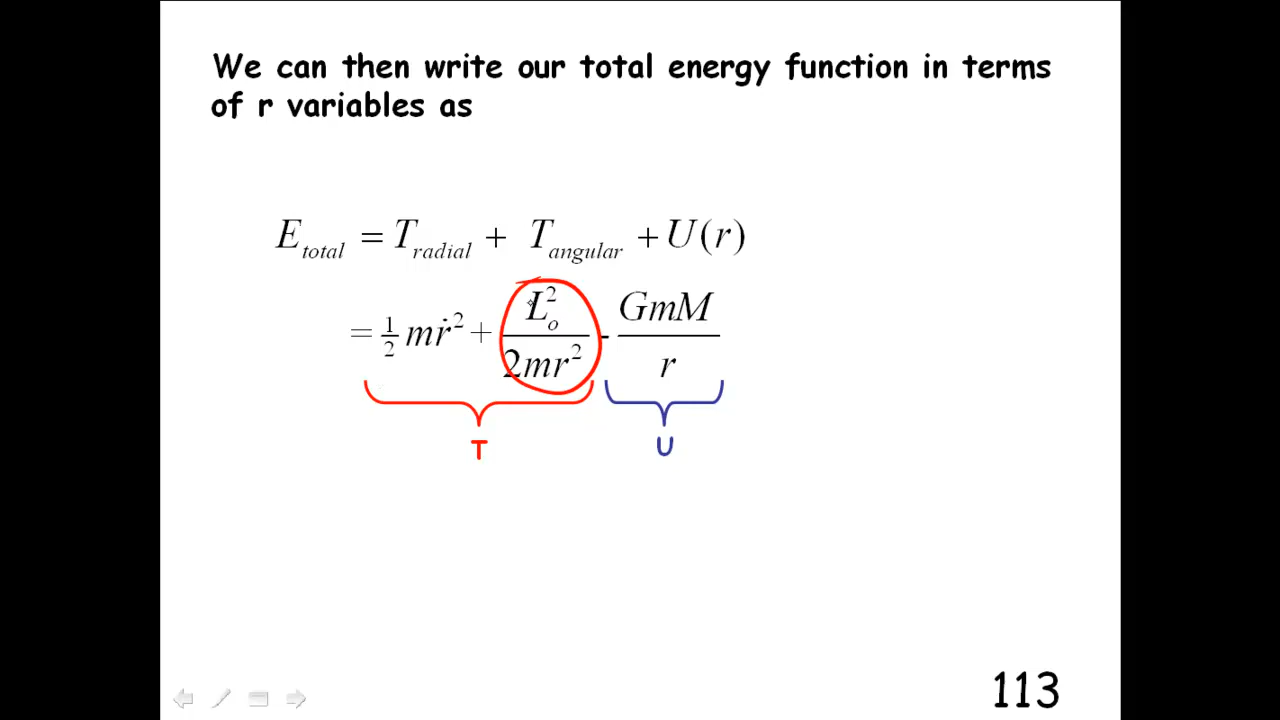 We can then write our total energy function in terms
of r variables as
E_total = T_radial + T_angular + U(r)
= ½ mṙ² + L_o² / 2mr² - GmM / r
T U
113